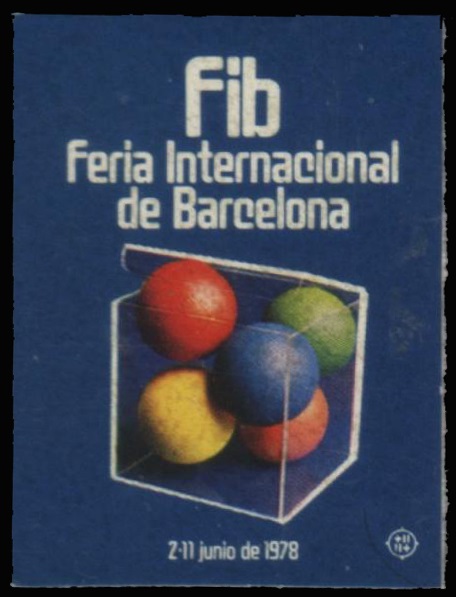 Fib
Feria Internacional
de Barcelona
2-11 junio de 1978